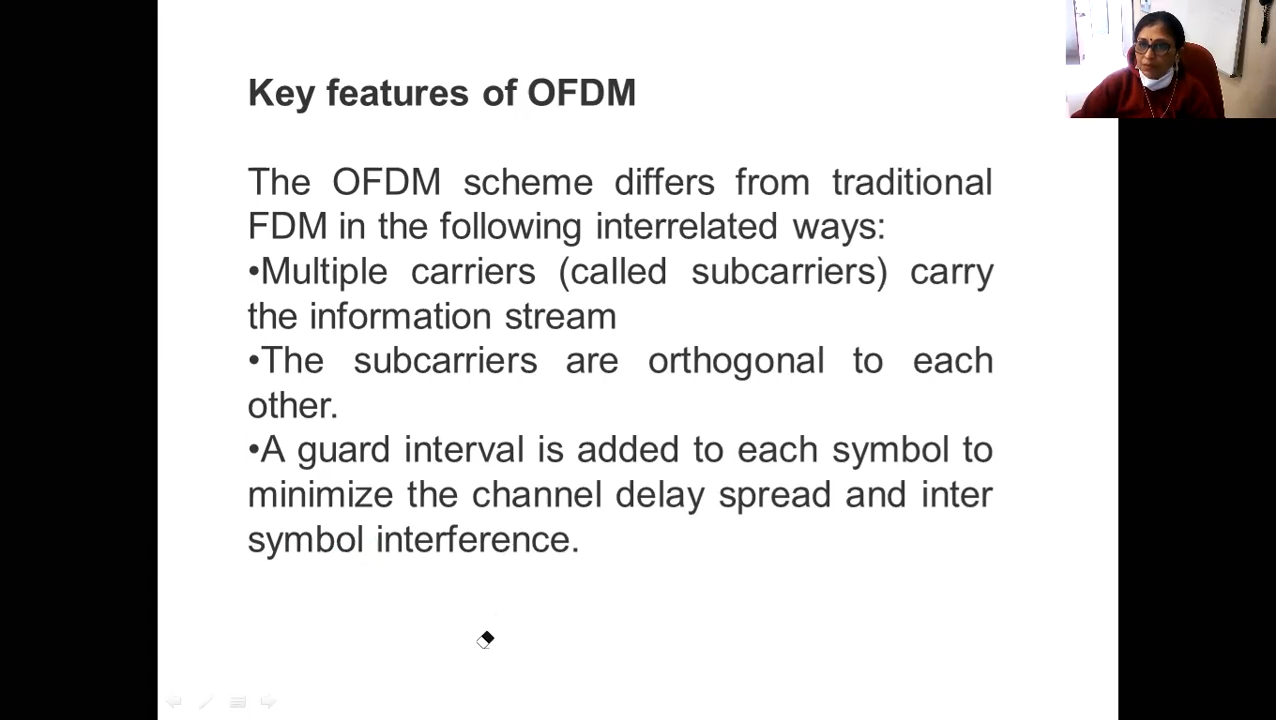 Key features of OFDM
The OFDM scheme differs from traditional
FDM in the following interrelated ways:
•Multiple carriers (called subcarriers) carry
the information stream
•The subcarriers are orthogonal to each
other.
•A guard interval is added to each symbol to
minimize the channel delay spread and inter
symbol interference.